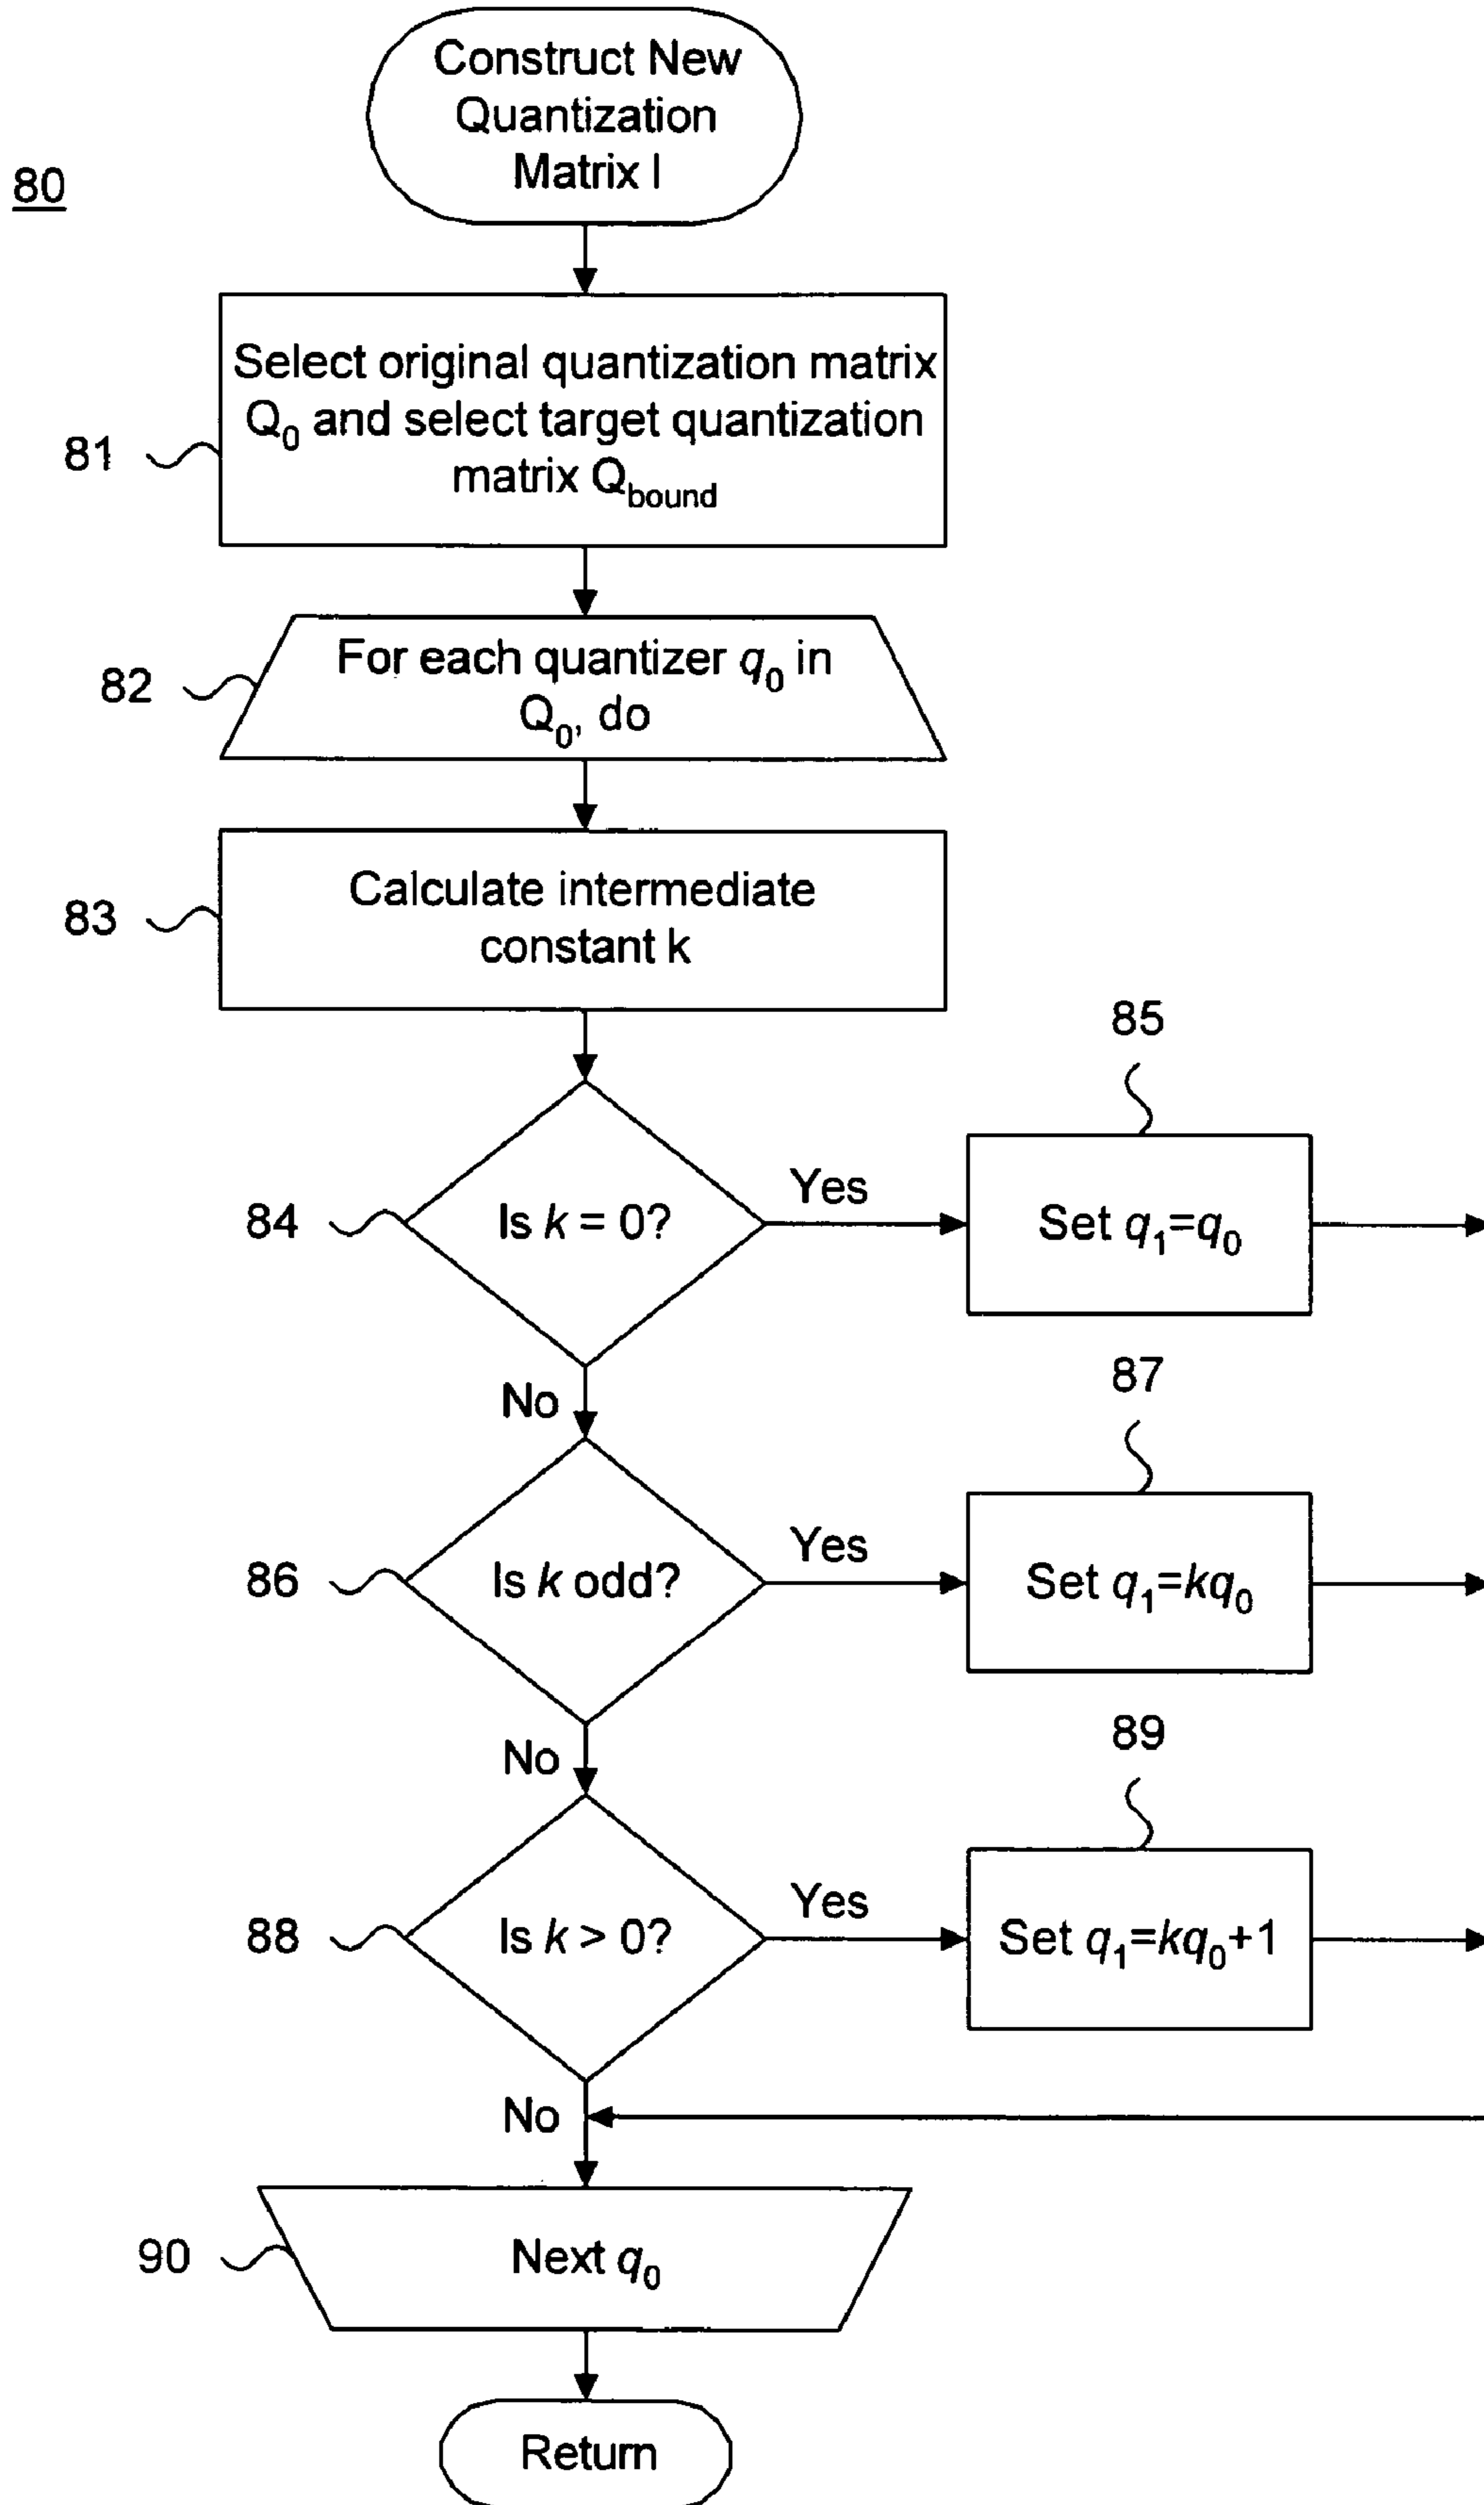 Construct New
Quantization
Matrix I
80
Select original quantization matrix
Q₀ and select target quantization
matrix Q_bound
81
For each quantizer q₀ in
Q₀, do
82
Calculate intermediate
constant k
83
85
Is k = 0?
84
Yes
Set q₁=q₀
No
87
Is k odd?
86
Yes
Set q₁=kq₀
No
89
Is k > 0?
88
Yes
Set q₁=kq₀+1
No
Next q₀
90
Return